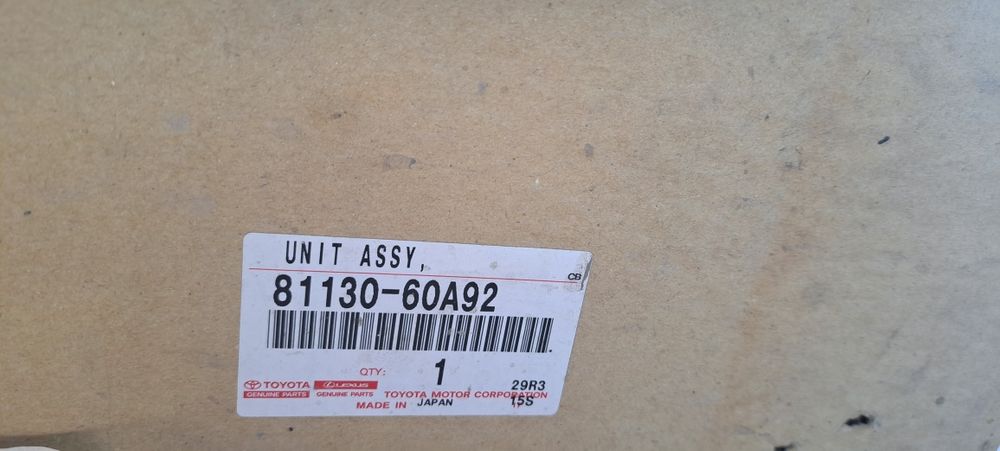 UNIT ASSY,
CB
81130-60A92
QTY: 1
29R3
TOYOTA LEXUS
GENUINE PARTS GENUINE PARTS TOYOTA MOTOR CORPORATION
MADE IN JAPAN 15S